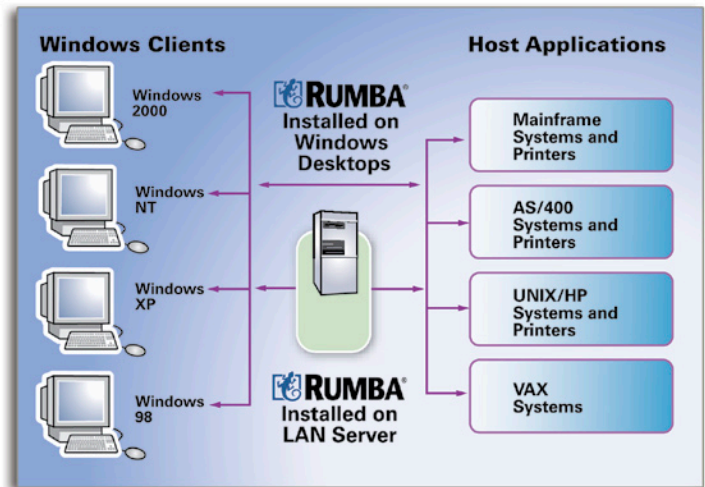 Windows Clients
Windows
2000
Windows
NT
Windows
XP
Windows
98
RUMBA®
Installed on
Windows
Desktops
RUMBA®
Installed on
LAN Server
Host Applications
Mainframe
Systems and
Printers
AS/400
Systems and
Printers
UNIX/HP
Systems and
Printers
VAX
Systems